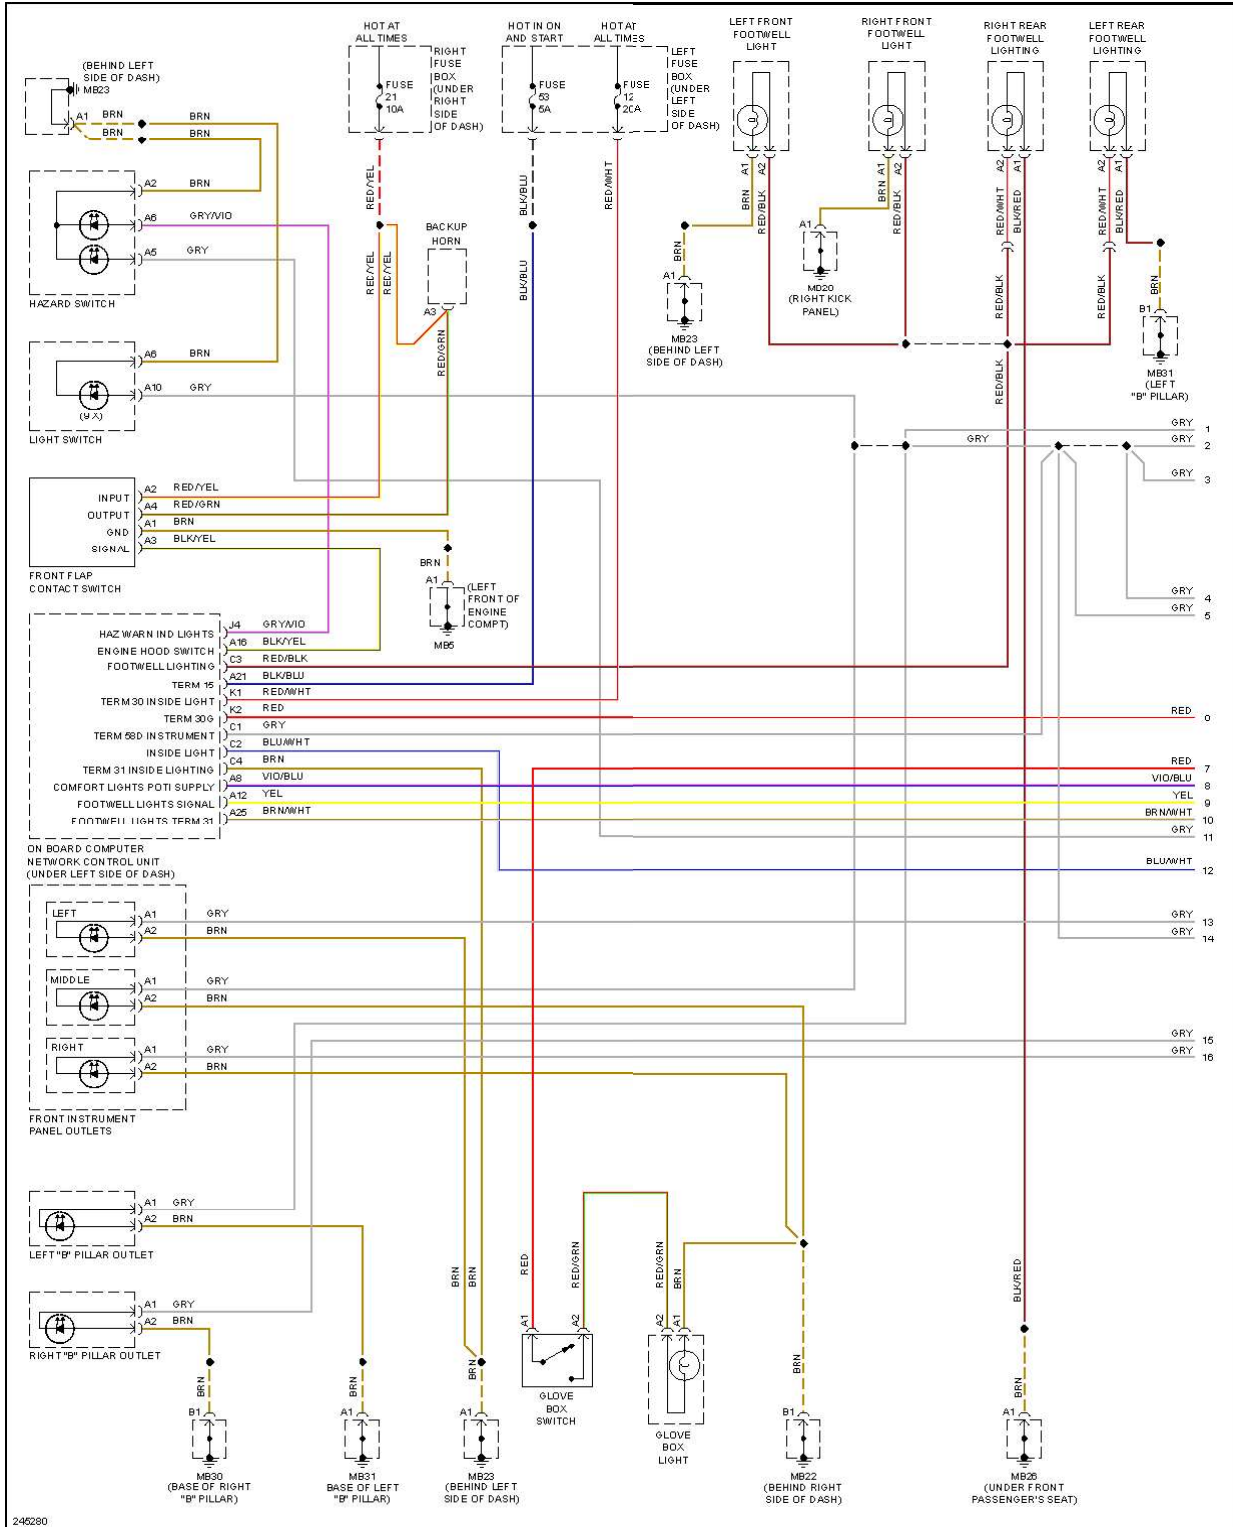 HOT AT
ALL TIMES
HOT IN ON
AND START
HOT AT
ALL TIMES
LEFT FRONT
FOOTWELL
LIGHT
RIGHT FRONT
FOOTWELL
LIGHT
RIGHT REAR
FOOTWELL
LIGHTING
LEFT REAR
FOOTWELL
LIGHTING
(BEHIND LEFT
SIDE OF DASH)
MB23
A1
BRN
BRN
BRN
BRN
FUSE
21
10A
RIGHT
FUSE
BOX
(UNDER
RIGHT
SIDE
OF DASH)
FUSE
53
5A
FUSE
12
20A
LEFT
FUSE
BOX
(UNDER
LEFT
SIDE
OF DASH)
A1
A2
A1
A2
A2
A1
A2
A1
A2
BRN
A6
GRY/VIO
A5
GRY
HAZARD SWITCH
RED/YEL
RED/YEL
RED/YEL
BLK/BLU
BLK/BLU
RED/WHT
BRN
RED/BLK
BRN
RED/BLK
RED/WHT
BLK/RED
RED/WHT
BLK/RED
BACKUP
HORN
A3
RED/GRN
BRN
A1
MB23
(BEHIND LEFT
SIDE OF DASH)
A1
MD20
(RIGHT KICK
PANEL)
RED/BLK
RED/BLK
RED/BLK
BRN
B1
MB31
(LEFT
"B" PILLAR)
A6
BRN
A10
GRY
(9 X)
LIGHT SWITCH
GRY
GRY 1
GRY 2
GRY 3
GRY 4
GRY 5
INPUT
A2
RED/YEL
OUTPUT
A4
RED/GRN
GND
A1
BRN
SIGNAL
A3
BLK/YEL
FRONT FLAP
CONTACT SWITCH
BRN
A1
(LEFT
FRONT OF
ENGINE
COMPT)
MB5
HAZ WARN IND LIGHTS J4 GRY/VIO
ENGINE HOOD SWITCH A16 BLK/YEL
FOOTWELL LIGHTING C3 RED/BLK
TERM 15 A21 BLK/BLU
TERM 30 INSIDE LIGHT K1 RED/WHT
TERM 30G K2 RED
TERM 58D INSTRUMENT C1 GRY
INSIDE LIGHT C2 BLU/WHT
TERM 31 INSIDE LIGHTING C4 BRN
COMFORT LIGHTS POTI SUPPLY A8 VIO/BLU
FOOTWELL LIGHTS SIGNAL A12 YEL
FOOTWELL LIGHTS TERM 31 A25 BRN/WHT
ON BOARD COMPUTER
NETWORK CONTROL UNIT
(UNDER LEFT SIDE OF DASH)
RED 0
RED 7
VIO/BLU 8
YEL 9
BRN/WHT 10
GRY 11
BLU/WHT 12
GRY 13
GRY 14
GRY 15
GRY 16
LEFT
A1
GRY
A2
BRN
MIDDLE
A1
GRY
A2
BRN
RIGHT
A1
GRY
A2
BRN
FRONT INSTRUMENT
PANEL OUTLETS
A1
GRY
A2
BRN
LEFT "B" PILLAR OUTLET
A1
GRY
A2
BRN
RIGHT "B" PILLAR OUTLET
BRN
B1
MB30
(BASE OF RIGHT
"B" PILLAR)
BRN
A1
MB31
BASE OF LEFT
"B" PILLAR)
BRN
BRN
BRN
A1
MB23
(BEHIND LEFT
SIDE OF DASH)
RED
RED/GRN
A1
A2
GLOVE
BOX
SWITCH
RED/GRN
BRN
A2
A1
GLOVE
BOX
LIGHT
BRN
B1
MB22
(BEHIND RIGHT
SIDE OF DASH)
BLK/RED
BRN
A1
MB26
(UNDER FRONT
PASSENGER'S SEAT)
245280